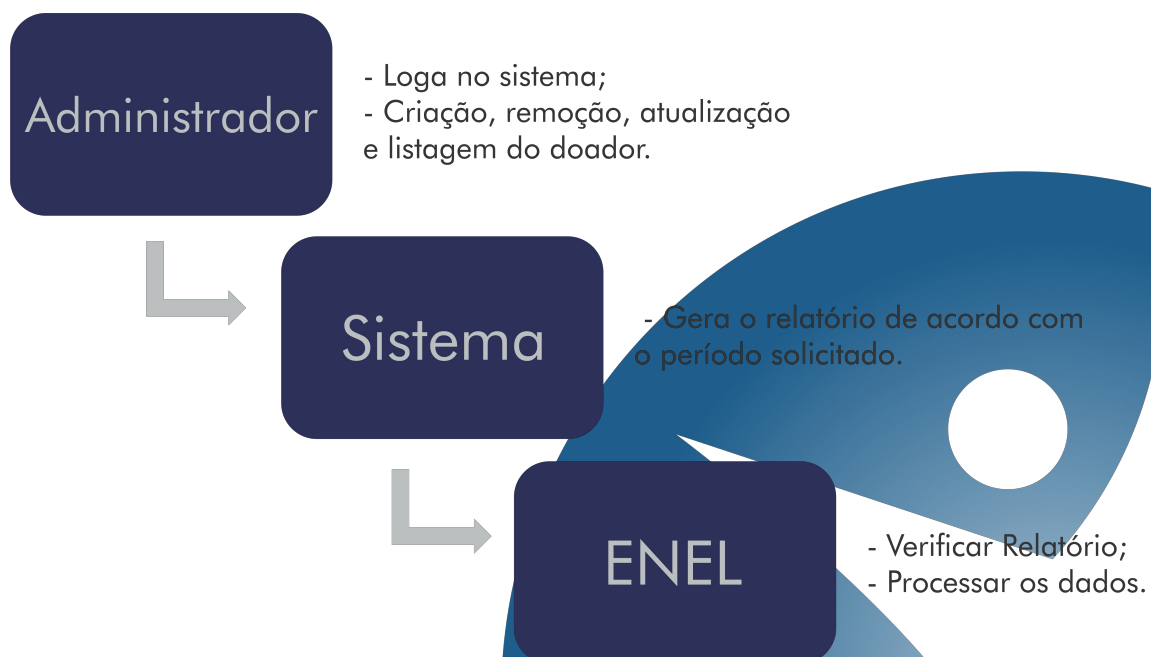 Administrador
- Loga no sistema;
- Criação, remoção, atualização
e listagem do doador.
Sistema
- Gera o relatório de acordo com
o período solicitado.
ENEL
- Verificar Relatório;
- Processar os dados.